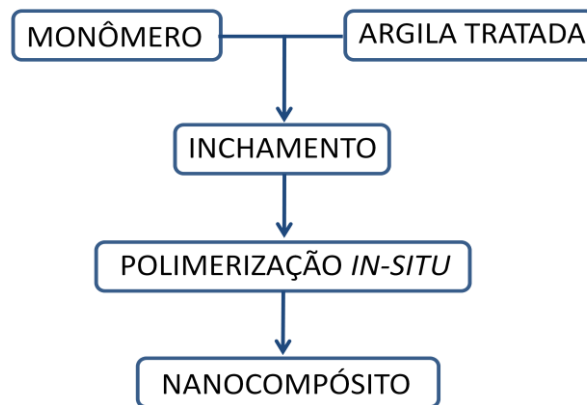 MONÔMERO
ARGILA TRATADA
INCHAMENTO
POLIMERIZAÇÃO IN-SITU
NANOCOMPÓSITO